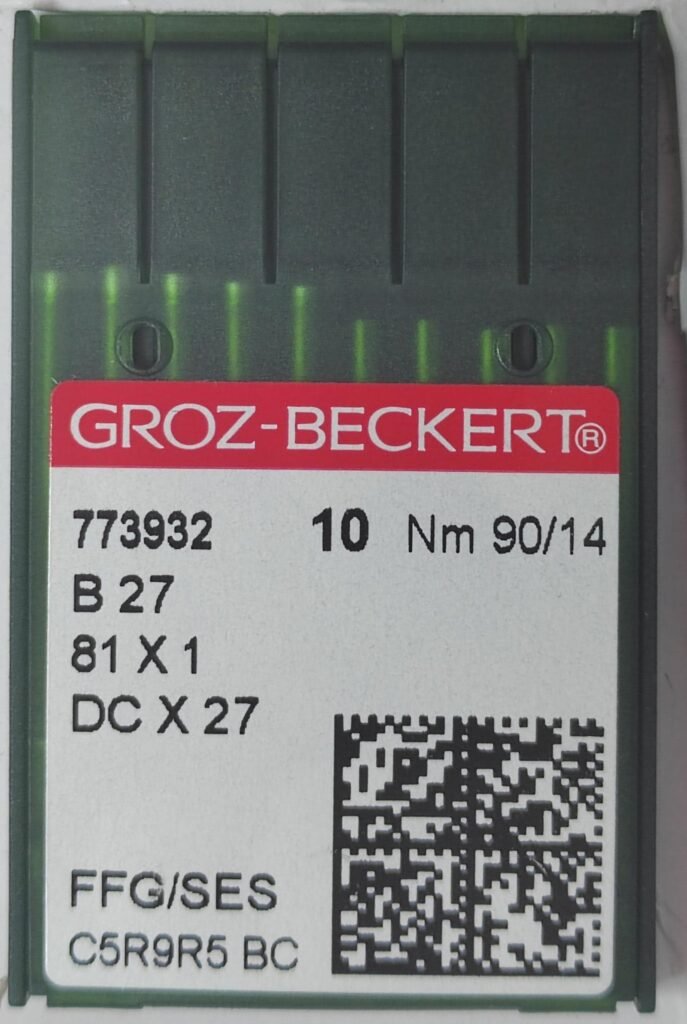 GROZ-BECKERT®
773932 10 Nm 90/14
B 27
81 X 1
DC X 27
FFG/SES
C5R9R5 BC